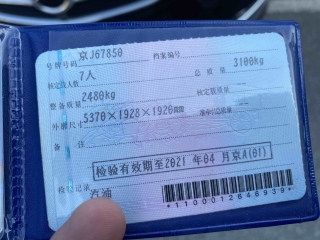 号牌号码 京J67850 档案编号
核定载人数 7人 总质量 3100kg
整备质量 2480kg 核定载质量
外廓尺寸 5370×1928×1920mm 准牵引总质量
备注
检验有效期至2021年04月京A(01)
检验记录 汽油
*1100012646939*